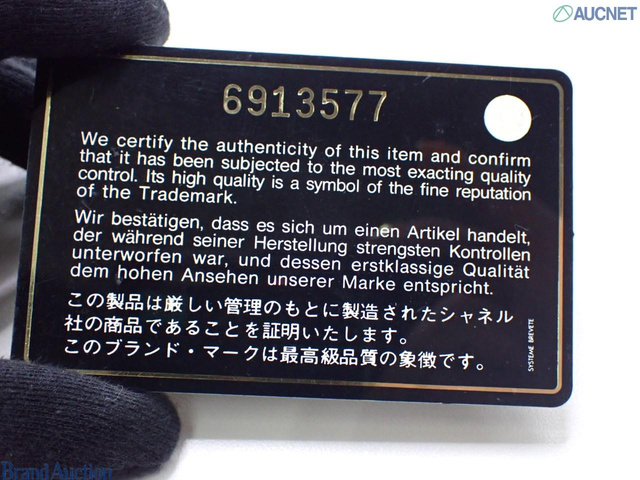 AUCNET
6913577
We certify the authenticity of this item and confirm
that it has been subjected to the most exacting quality
control. Its high quality is a symbol of the fine reputation
of the Trademark.
Wir bestätigen, dass es sich um einen Artikel handelt,
der während seiner Herstellung strengsten Kontrollen
unterworfen war, und dessen erstklassige Qualität
dem hohen Ansehen unserer Marke entspricht.
この製品は厳しい管理のもとに製造されたシャネル
社の商品であることを証明いたします。
このブランド・マークは最高級品質の象徴です。
SYSTEME BREVETE
Brand Auction